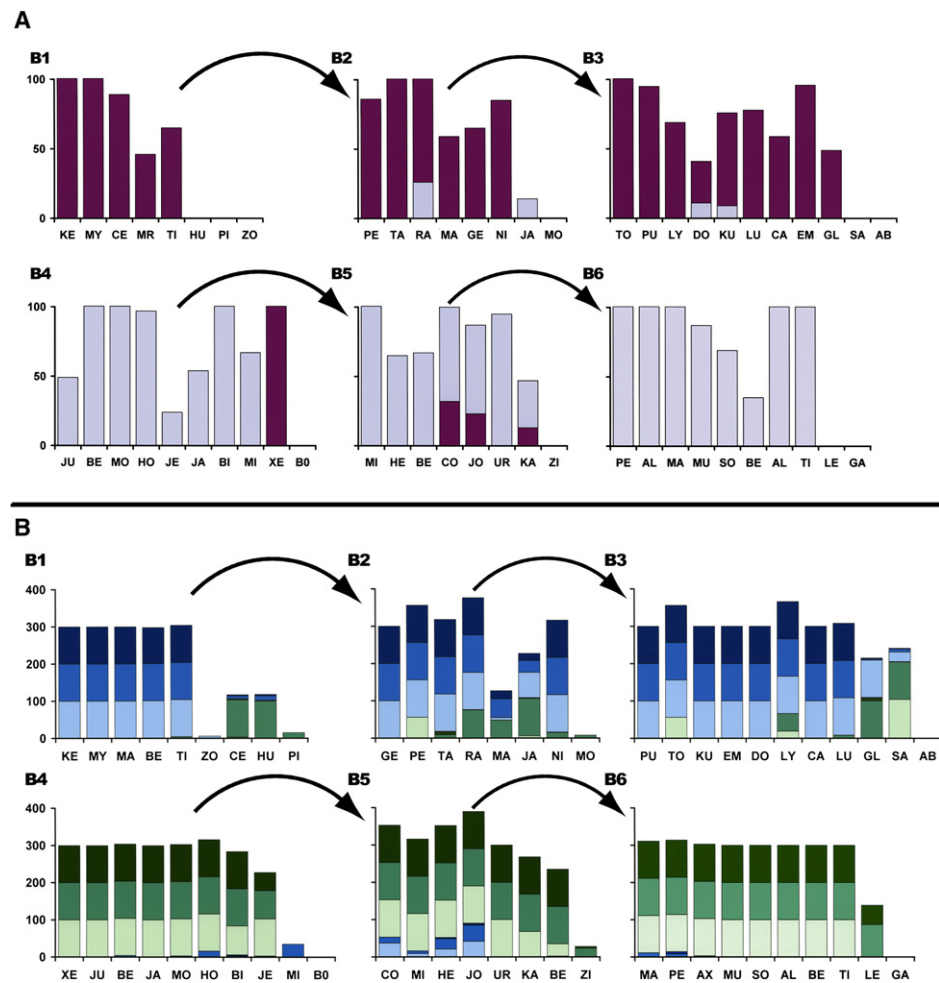 A
B1 B2 B3
100
50
0
KE MY CE MR TI HU PI ZO
PE TA RA MA GE NI JA MO
TO PU LY DO KU LU CA EM GL SA AB
B4 B5 B6
100
50
0
JU BE MO HO JE JA BI MI XE B0
MI HE BE CO JO UR KA ZI
PE AL MA MU SO BE AL TI LE GA
B
B1 B2 B3
400
300
200
100
0
KE MY MA BE TI ZO CE HU PI
GE PE TA RA MA JA NI MO
PU TO KU EM DO LY CA LU GL SA AB
B4 B5 B6
400
300
200
100
0
XE JU BE JA MO HO BI JE MI B0
CO MI HE JO UR KA BE ZI
MA PE AX MU SO AL BE TI LE GA